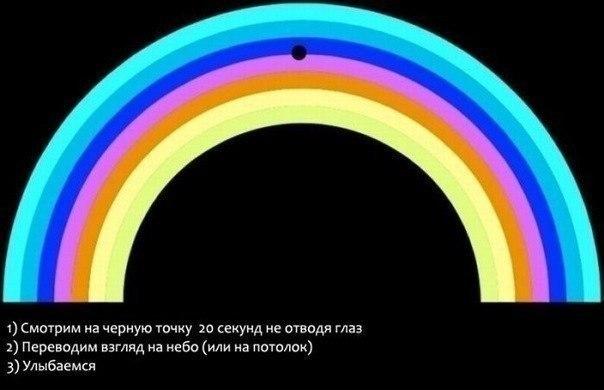 1) Смотрим на черную точку 20 секунд не отводя глаз
2) Переводим взгляд на небо (или на потолок)
3) Улыбаемся